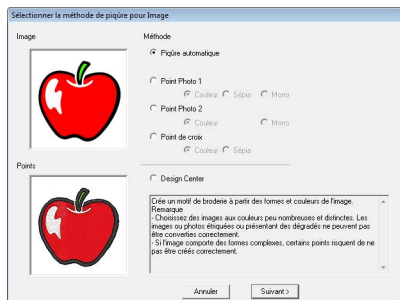 Sélectionner la méthode de piqûre pour Image
Image
Méthode
Piqûre automatique
Point Photo 1
Couleur Sépia Mono
Point Photo 2
Couleur Mono
Point de croix
Couleur Sépia
Points
Design Center
Crée un motif de broderie à partir des formes et couleurs de l'image.
Remarque
- Choisissez des images aux couleurs peu nombreuses et distinctes. Les
images ou photos étriquées ou présentant des dégradés ne peuvent pas
être converties correctement.
- Si l'image comporte des formes complexes, certains points risquent de ne
pas être créés correctement.
Annuler
Suivant >